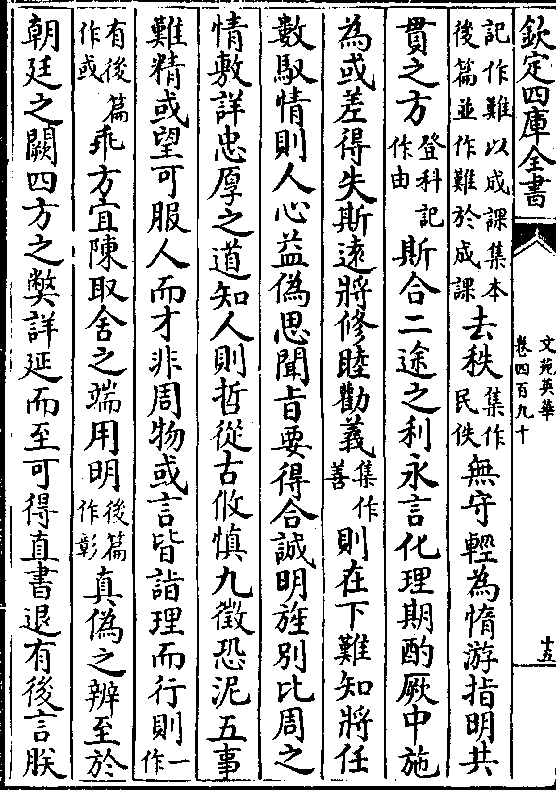 欽定四庫全書
文苑英華
卷四百九十
十五
記作難以成課集本後篇並作難於成課去秩集作民佚無守輕為惰游指明共
貫之方登科記作由斯合二途之利永言化理期酌厥中施
為或差得失斯遠將修睦勸義集作善則在下難知將任
數馭情則人心益偽思聞旨要得合誠明旌別比周之
情敷詳忠厚之道知人則哲從古攸慎九徵恐泥五事
難精或望可服人而才非周物或言皆詣理而行則一作
有後篇作或乖方宜陳取舍之端用明後篇作彰真偽之辨至於
朝廷之闕四方之弊詳延而至可得直書退有後言朕